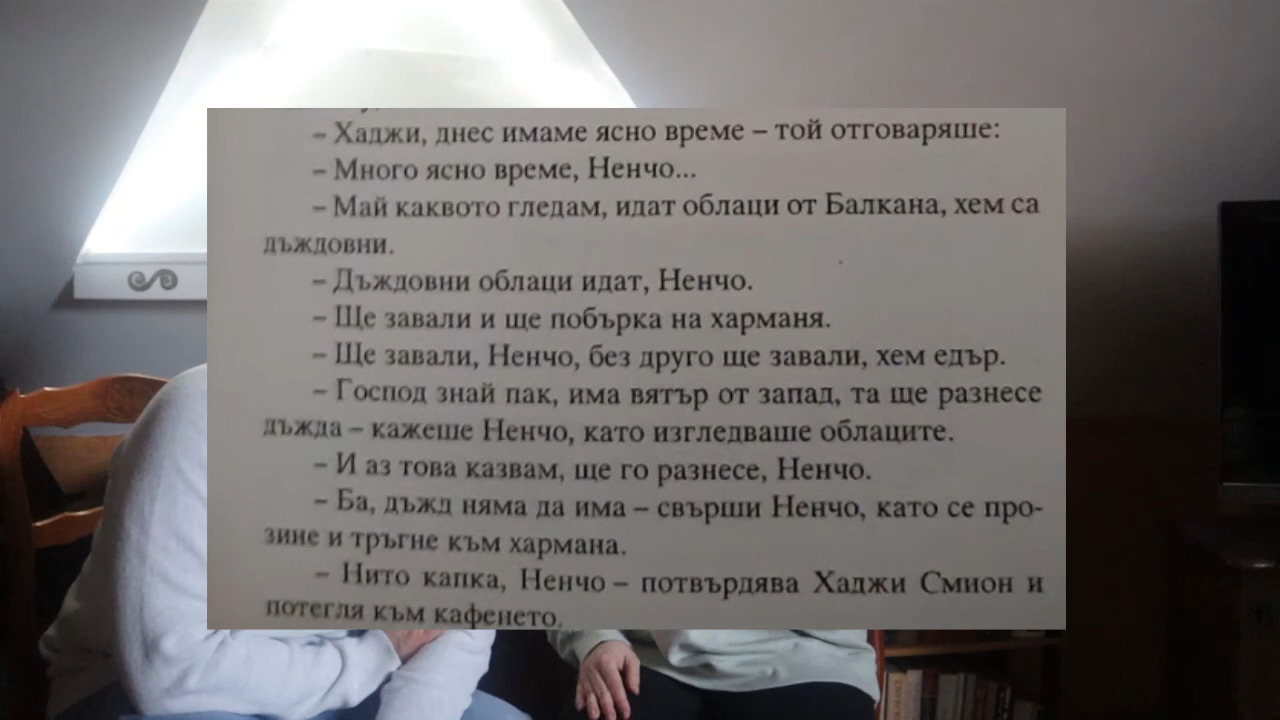 – Хаджи, днес имаме ясно време – той отговаряше:
– Много ясно време, Ненчо...
– Май каквото гледам, идат облаци от Балкана, хем са
дъждовни.
– Дъждовни облаци идат, Ненчо.
– Ще завали и ще побърка на харманя.
– Ще завали, Ненчо, без друго ще завали, хем едър.
– Господ знай пак, има вятър от запад, та ще разнесе
дъжда – кажеше Ненчо, като изгледваше облаците.
– И аз това казвам, ще го разнесе, Ненчо.
– Ба, дъжд няма да има – свърши Ненчо, като се про-
зине и тръгне към хармана.
– Нито капка, Ненчо – потвърдява Хаджи Смион и
потегля към кафенето.